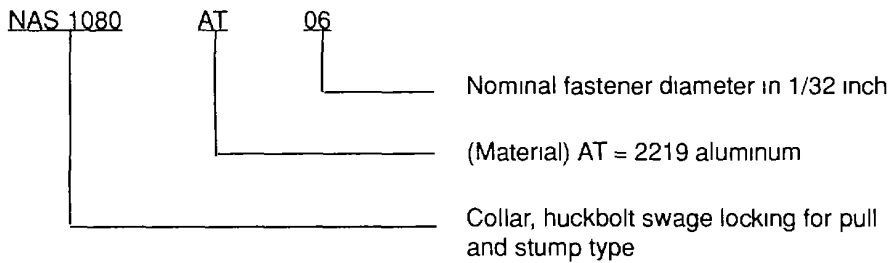 NAS 1080 AT 06
Nominal fastener diameter in 1/32 inch
(Material) AT = 2219 aluminum
Collar, huckbolt swage locking for pull
and stump type